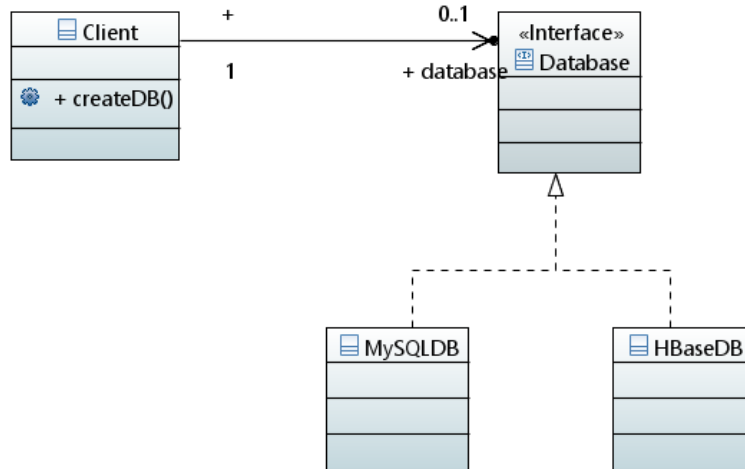 Client
+ createDB()
+
1
0..1
+ database
«Interface»
Database
MySQLDB
HBaseDB